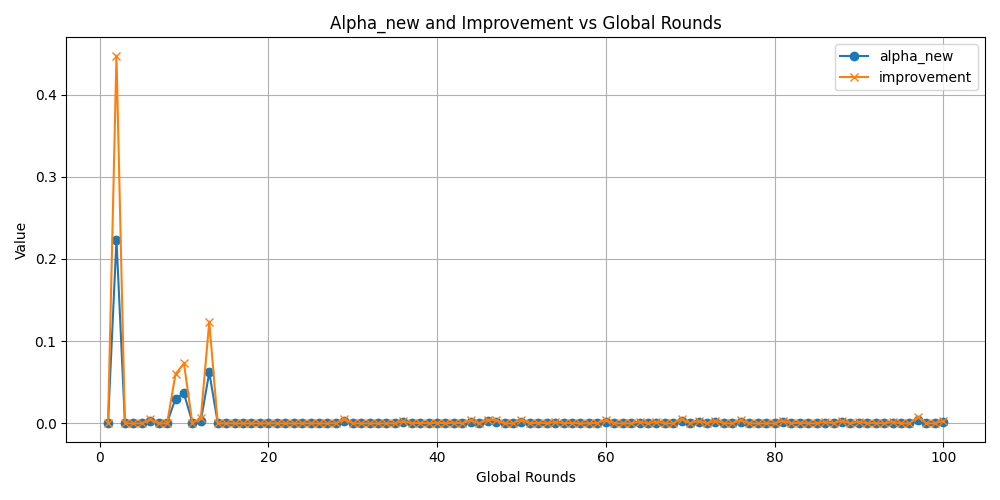 Alpha_new and Improvement vs Global Rounds
alpha_new
improvement
Value
0.4
0.3
0.2
0.1
0.0
0 20 40 60 80 100
Global Rounds